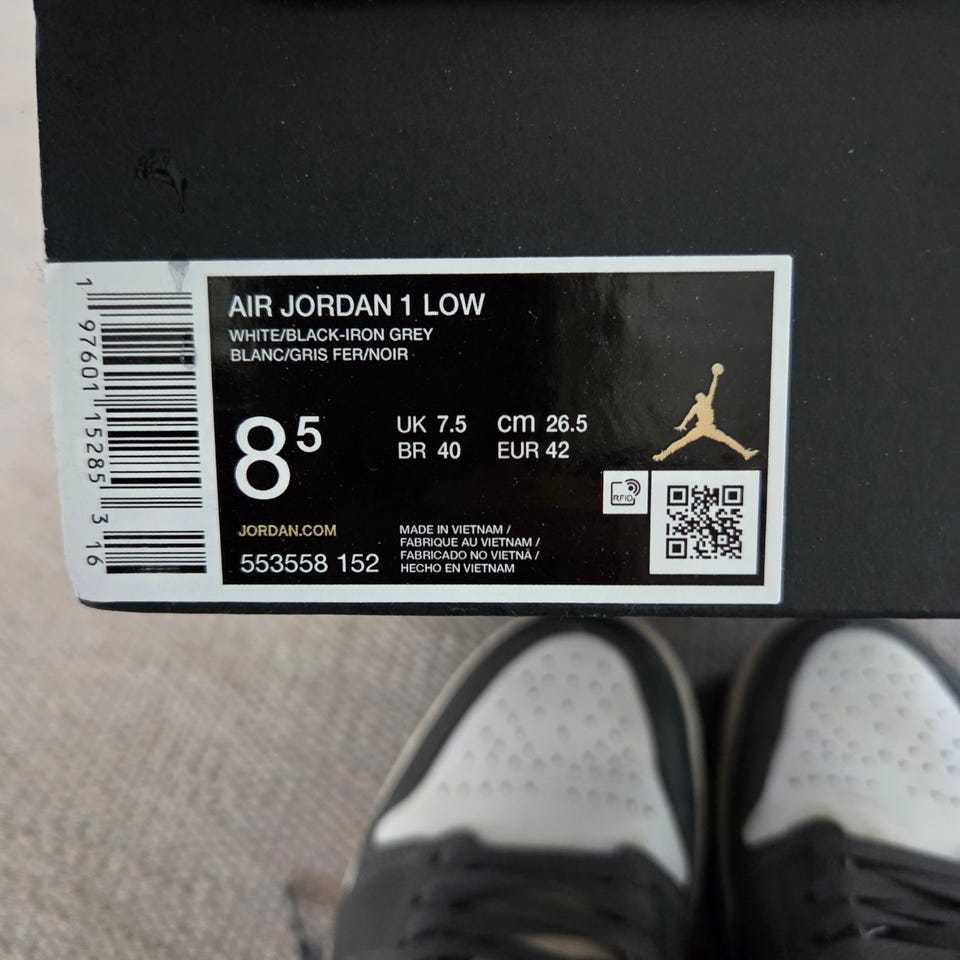 AIR JORDAN 1 LOW
WHITE/BLACK-IRON GREY
BLANC/GRIS FER/NOIR
8⁵
UK 7.5 cm 26.5
BR 40 EUR 42
RFID
JORDAN.COM
553558 152
MADE IN VIETNAM /
FABRIQUE AU VIETNAM /
FABRICADO NO VIETNÃ /
HECHO EN VIETNAM
1 97601 15285 3 16